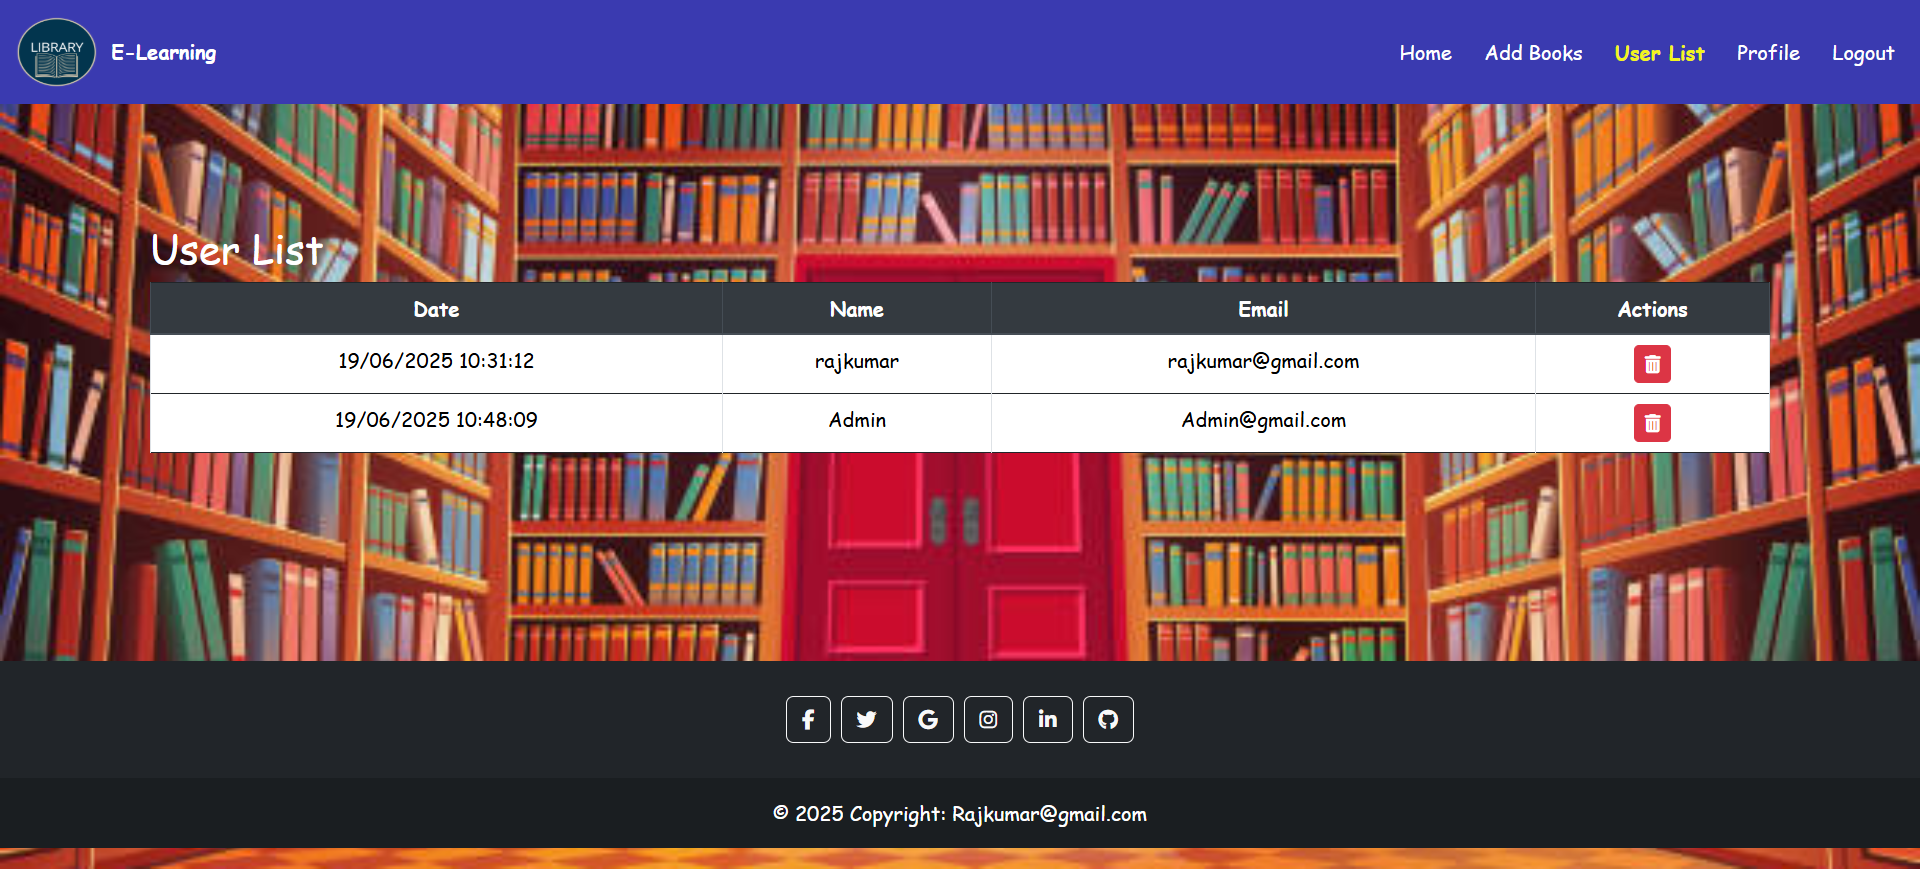 LIBRARY
E-Learning
Home Add Books User List Profile Logout
User List
Date Name Email Actions
19/06/2025 10:31:12 rajkumar rajkumar@gmail.com
19/06/2025 10:48:09 Admin Admin@gmail.com
© 2025 Copyright: Rajkumar@gmail.com